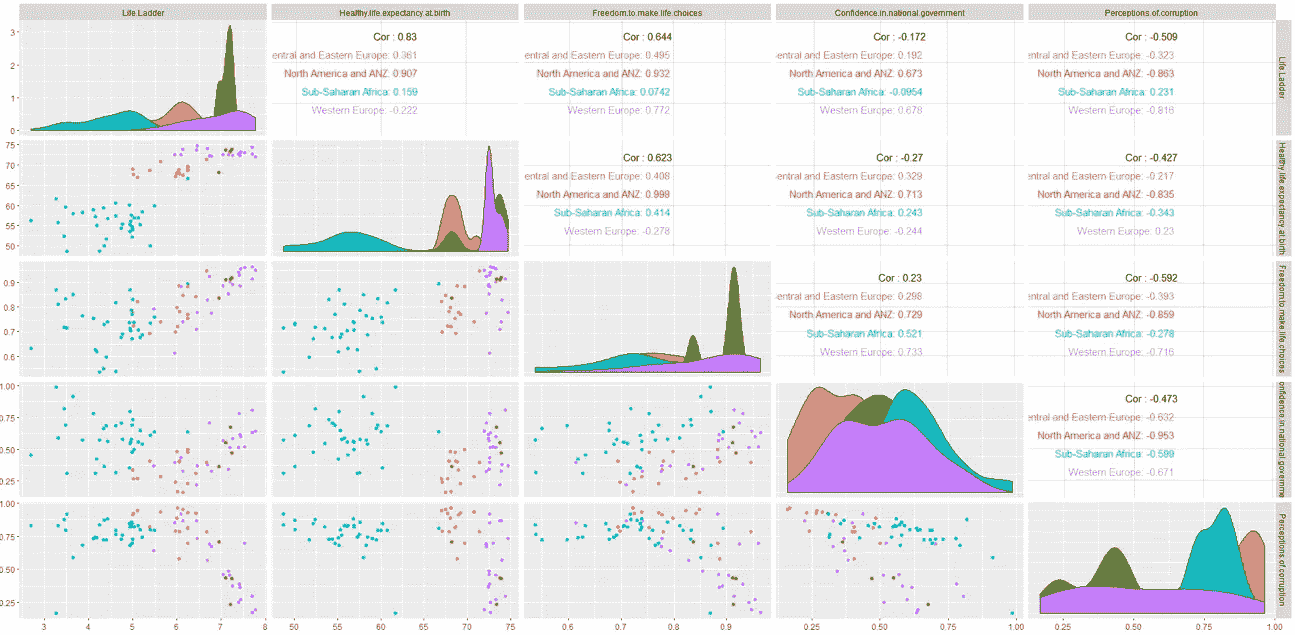 Life.Ladder Healthy.life.expectancy.at.birth Freedom.to.make.life.choices Confidence.in.national.government Perceptions.of.corruption
3
2
1
0
Cor : 0.83
entral and Eastern Europe: 0.361
North America and ANZ: 0.907
Sub-Saharan Africa: 0.159
Western Europe: -0.222
Cor : 0.644
entral and Eastern Europe: 0.495
North America and ANZ: 0.932
Sub-Saharan Africa: 0.0742
Western Europe: 0.772
Cor : -0.172
entral and Eastern Europe: 0.192
North America and ANZ: 0.673
Sub-Saharan Africa: -0.0954
Western Europe: 0.678
Cor : -0.509
entral and Eastern Europe: -0.323
North America and ANZ: -0.863
Sub-Saharan Africa: 0.231
Western Europe: -0.816
Life.Ladder
75
70
65
60
55
50
Cor : 0.623
entral and Eastern Europe: 0.408
North America and ANZ: 0.999
Sub-Saharan Africa: 0.414
Western Europe: -0.278
Cor : -0.27
entral and Eastern Europe: 0.329
North America and ANZ: 0.713
Sub-Saharan Africa: 0.243
Western Europe: -0.244
Cor : -0.427
entral and Eastern Europe: -0.217
North America and ANZ: -0.835
Sub-Saharan Africa: -0.343
Western Europe: 0.23
Healthy.life.expectancy.at.birth
0.9
0.8
0.7
0.6
Cor : 0.23
entral and Eastern Europe: 0.298
North America and ANZ: 0.729
Sub-Saharan Africa: 0.521
Western Europe: 0.733
Cor : -0.592
entral and Eastern Europe: -0.393
North America and ANZ: -0.859
Sub-Saharan Africa: -0.278
Western Europe: -0.716
Freedom.to.make.life.choices
1.00
0.75
0.50
0.25
Cor : -0.473
entral and Eastern Europe: -0.632
North America and ANZ: -0.953
Sub-Saharan Africa: -0.599
Western Europe: -0.671
onfidence.in.national.governme
1.00
0.75
0.50
0.25
Perceptions.of.corruption
3 4 5 6 7 8 50 55 60 65 70 75 0.6 0.7 0.8 0.9 0.25 0.50 0.75 1.00 0.25 0.50 0.75 1.00